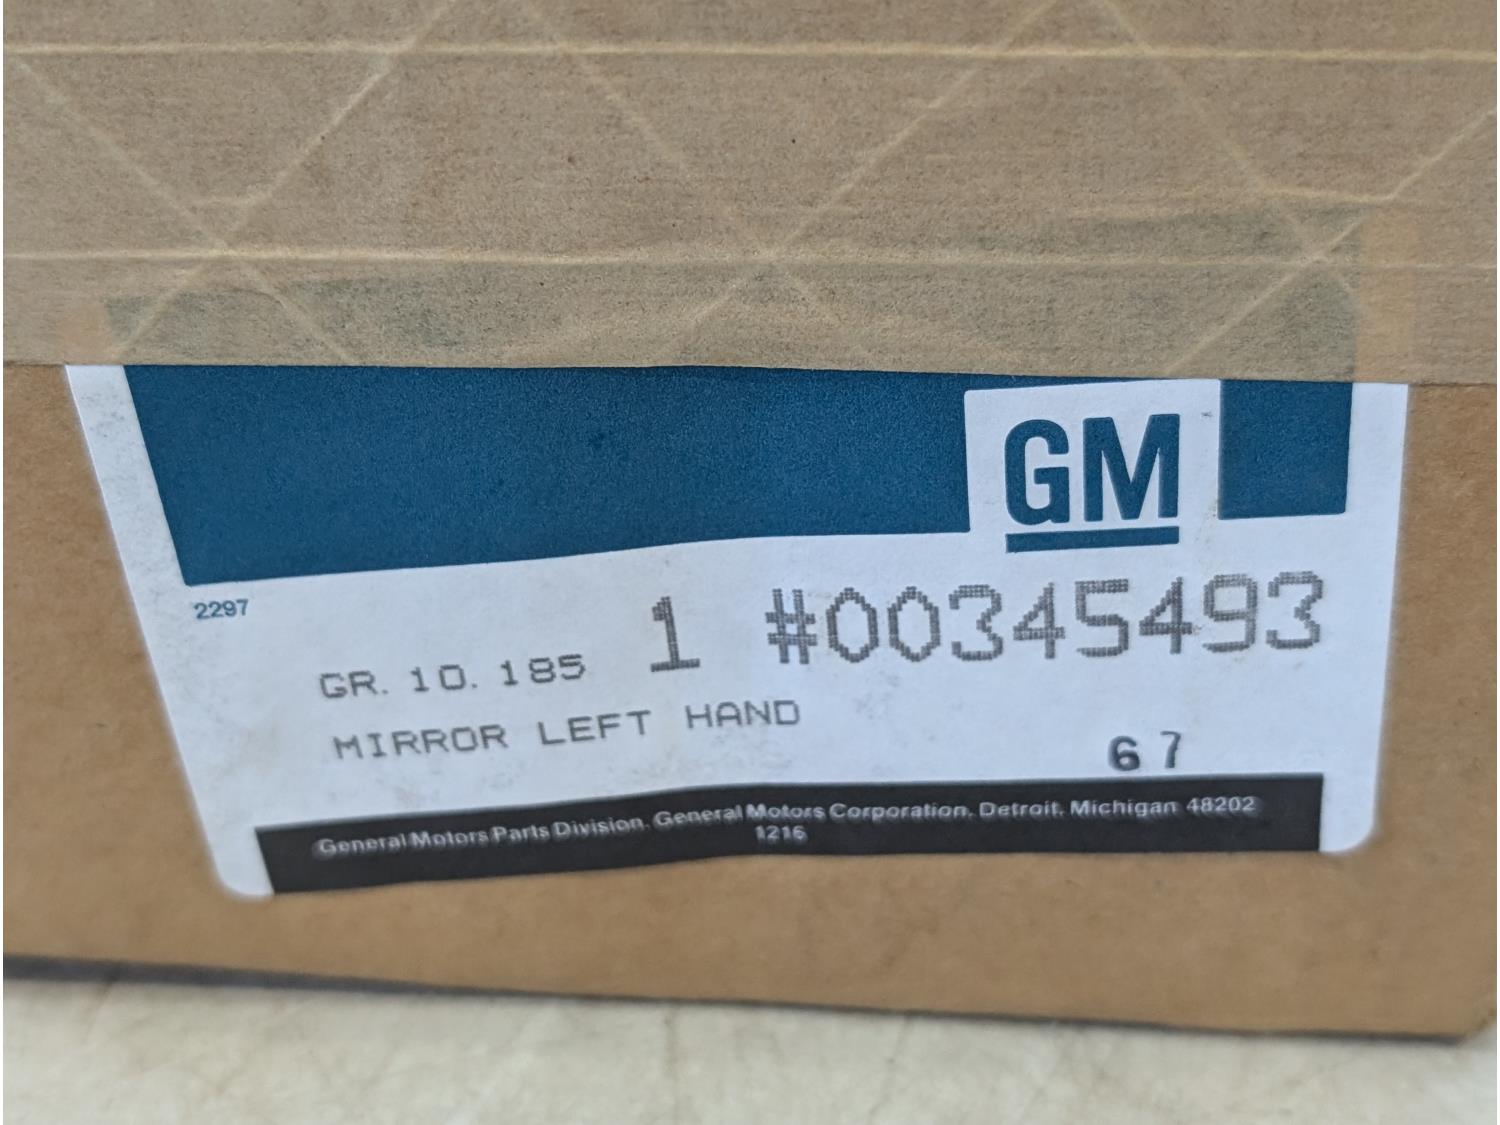 GM
2297
1 #00345493
GR. 10. 185
MIRROR LEFT HAND
67
General Motors Parts Division, General Motors Corporation, Detroit, Michigan 48202
1216